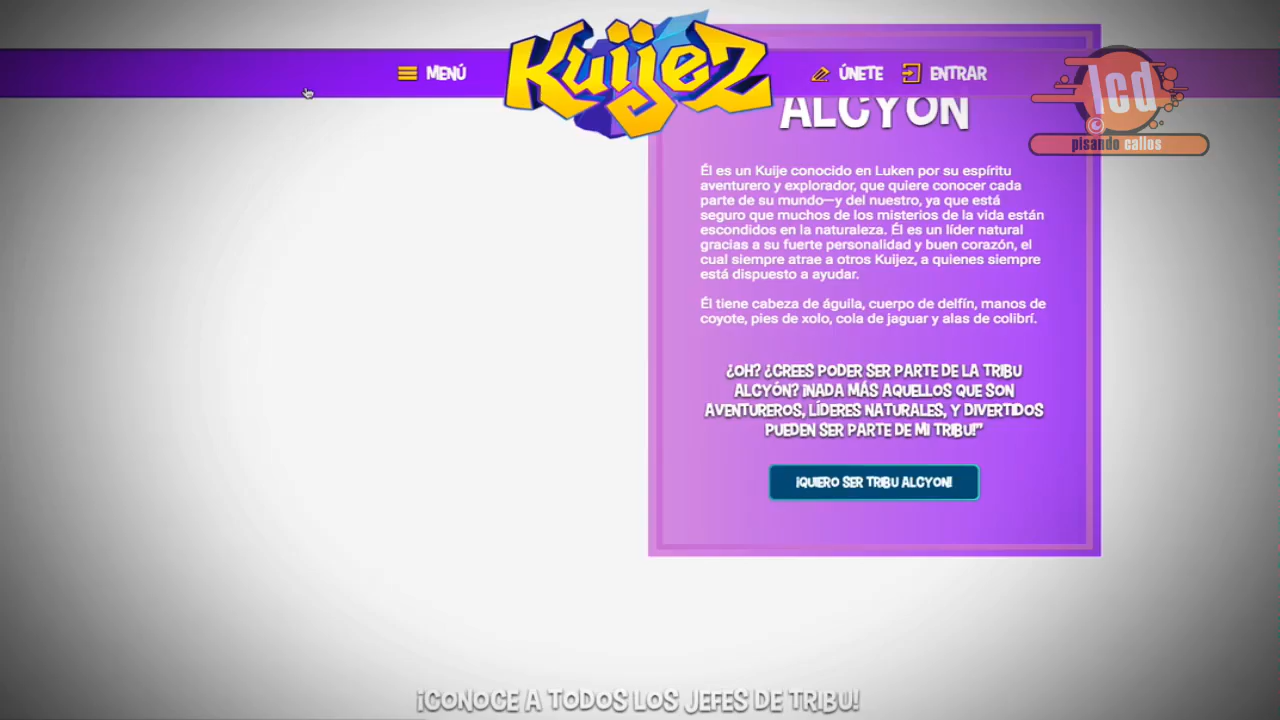 MENÚ
KuijeZ
ÚNETE
ENTRAR
lcd
pisando callos
ALCYON
Él es un Kuije conocido en Luken por su espíritu
aventurero y explorador, que quiere conocer cada
parte de su mundo—y del nuestro, ya que está
seguro que muchos de los misterios de la vida están
escondidos en la naturaleza. Él es un líder natural
gracias a su fuerte personalidad y buen corazón, el
cual siempre atrae a otros Kuijez, a quienes siempre
está dispuesto a ayudar.
Él tiene cabeza de águila, cuerpo de delfín, manos de
coyote, pies de xolo, cola de jaguar y alas de colibrí.
¿OH? ¿CREES PODER SER PARTE DE LA TRIBU
ALCYÓN? ¡NADA MÁS AQUELLOS QUE SON
AVENTUREROS, LÍDERES NATURALES, Y DIVERTIDOS
PUEDEN SER PARTE DE MI TRIBU!"
¡QUIERO SER TRIBU ALCYON!
¡CONOCE A TODOS LOS JEFES DE TRIBU!